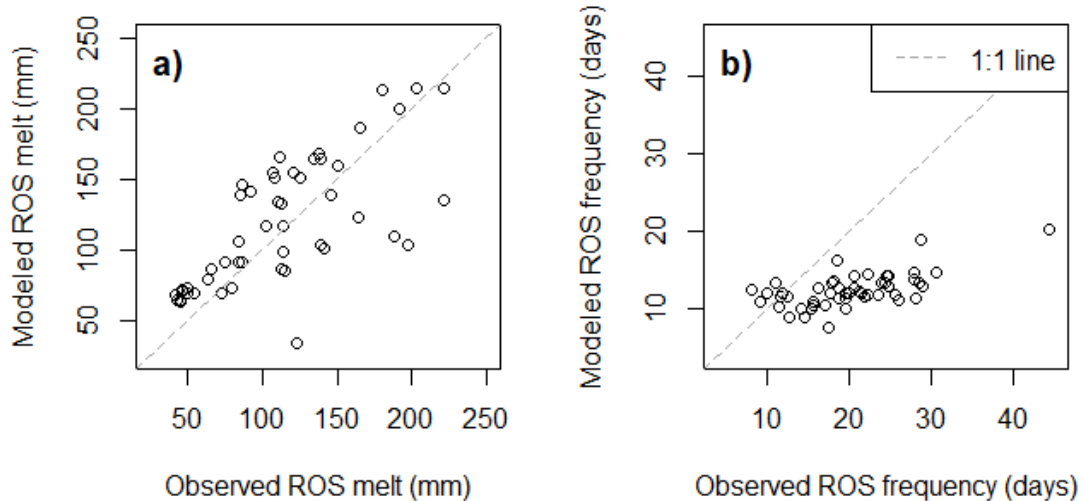 a)
Modeled ROS melt (mm)
250
200
150
100
50
50 100 150 200 250
Observed ROS melt (mm)
b)
1:1 line
Modeled ROS frequency (days)
40
30
20
10
10 20 30 40
Observed ROS frequency (days)